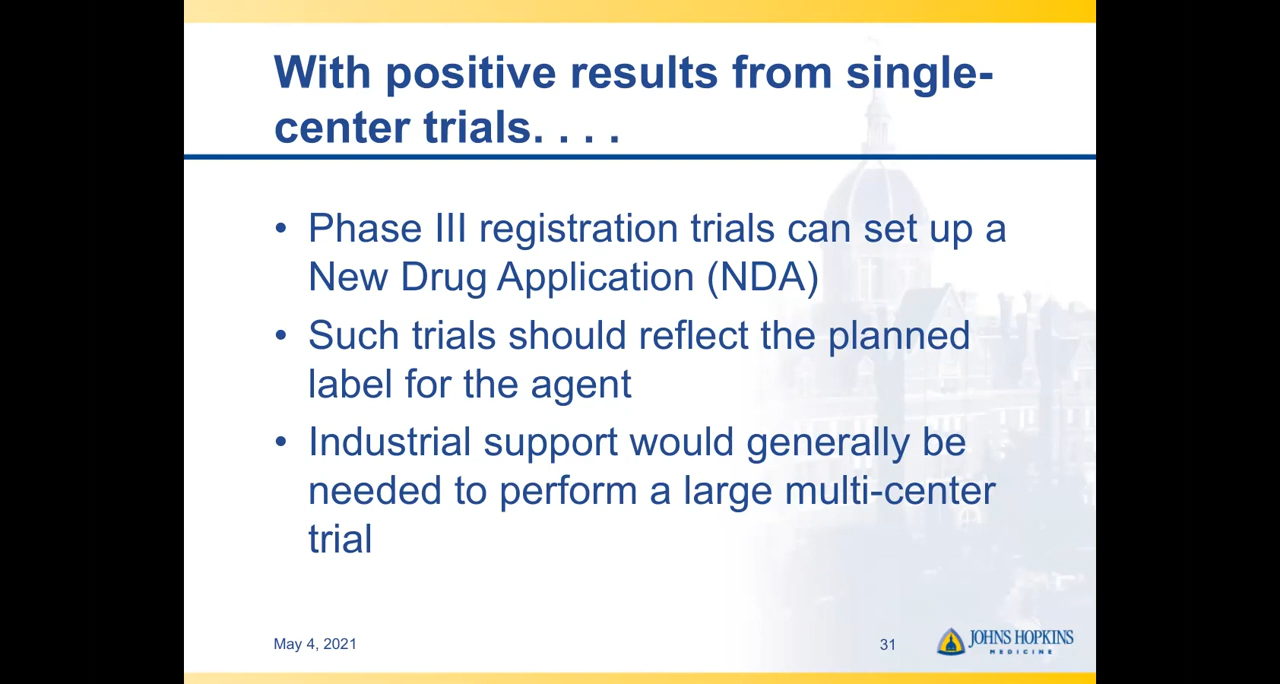 With positive results from single-
center trials. . . .
• Phase III registration trials can set up a
New Drug Application (NDA)
• Such trials should reflect the planned
label for the agent
• Industrial support would generally be
needed to perform a large multi-center
trial
May 4, 2021
31
JOHNS HOPKINS
MEDICINE